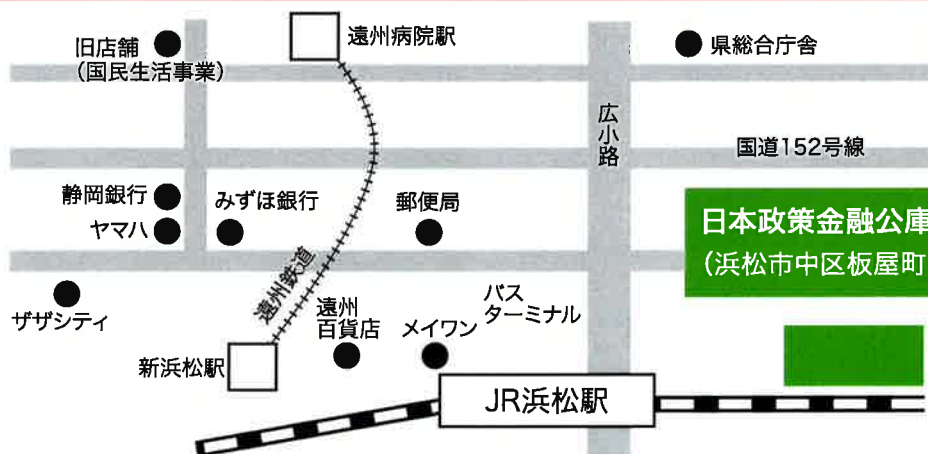 旧店舗
(国民生活事業)
遠州病院駅
県総合庁舎
広小路
国道152号線
静岡銀行
ヤマハ
みずほ銀行
郵便局
日本政策金融公庫
(浜松市中区板屋町
ザザシティ
遠州鉄道
遠州
百貨店
メイワン
バス
ターミナル
新浜松駅
JR浜松駅